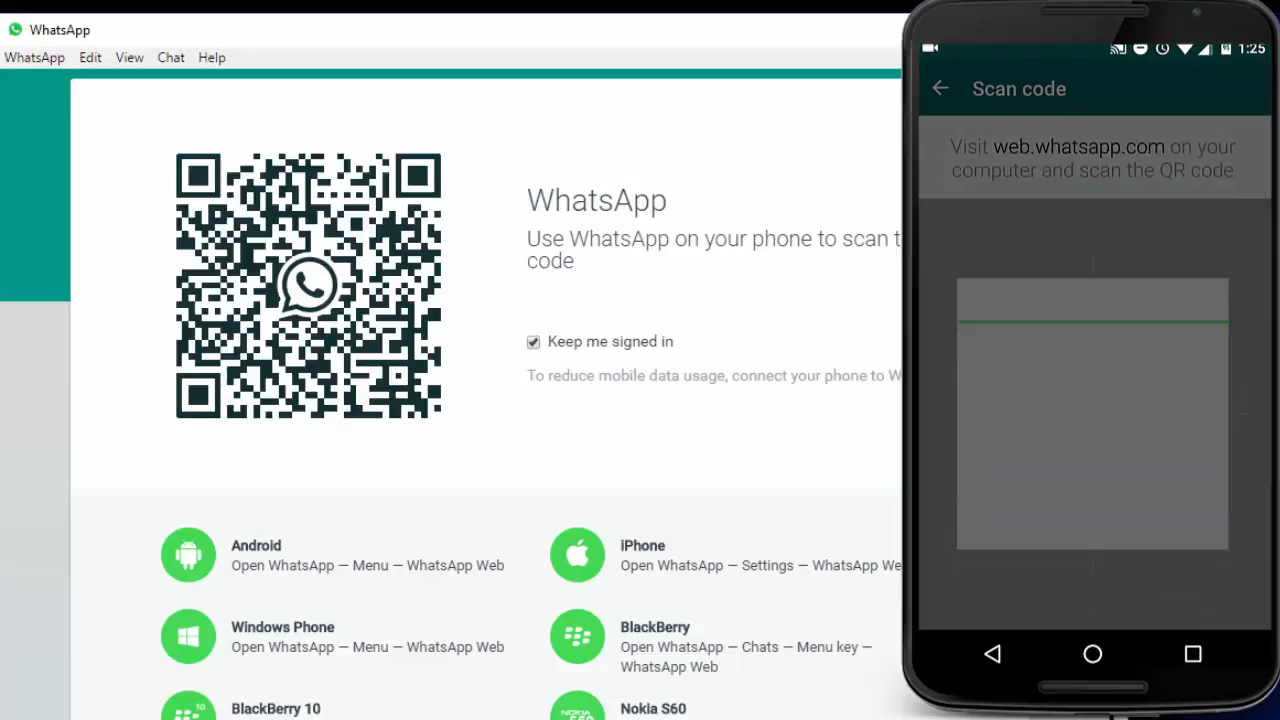 WhatsApp
WhatsApp Edit View Chat Help
WhatsApp
Use WhatsApp on your phone to scan t
code
Keep me signed in
To reduce mobile data usage, connect your phone to W
Android
Open WhatsApp — Menu — WhatsApp Web
iPhone
Open WhatsApp — Settings — WhatsApp We
Windows Phone
Open WhatsApp — Menu — WhatsApp Web
BlackBerry
Open WhatsApp — Chats — Menu key —
WhatsApp Web
10
BlackBerry 10
NOKIA
S60
Nokia S60
1:25
Scan code
Visit web.whatsapp.com on your
computer and scan the QR code